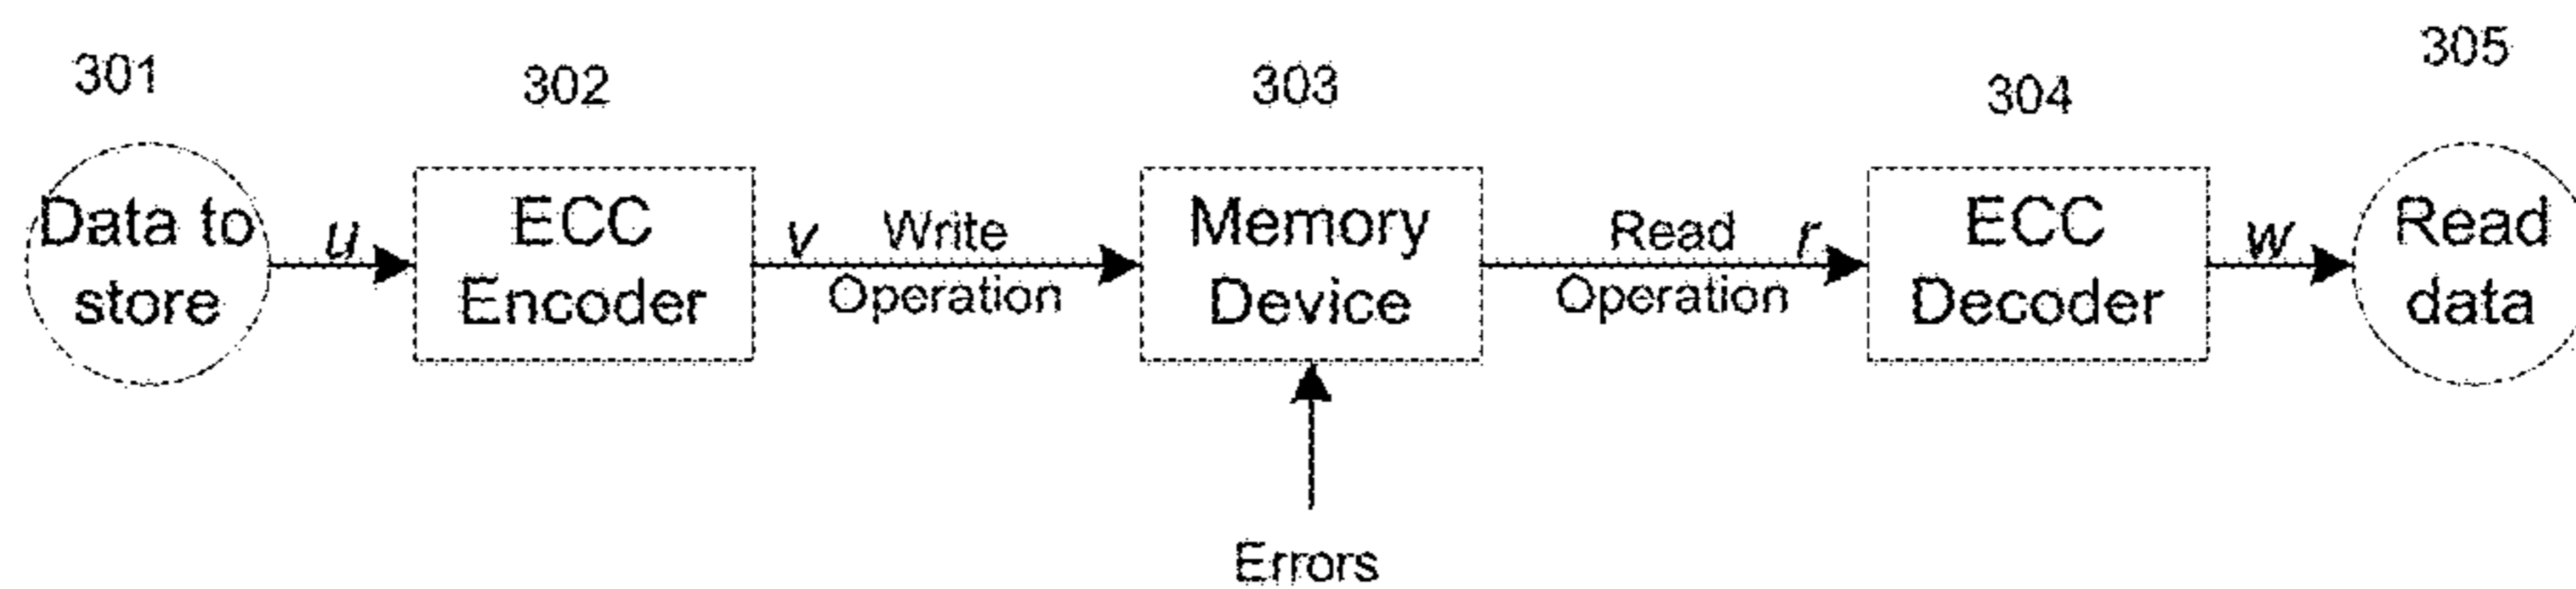 301
302
303
304
305
Data to
store
u
ECC
Encoder
v
Write
Operation
Memory
Device
Read
Operation
r
ECC
Decoder
w
Read
data
Errors